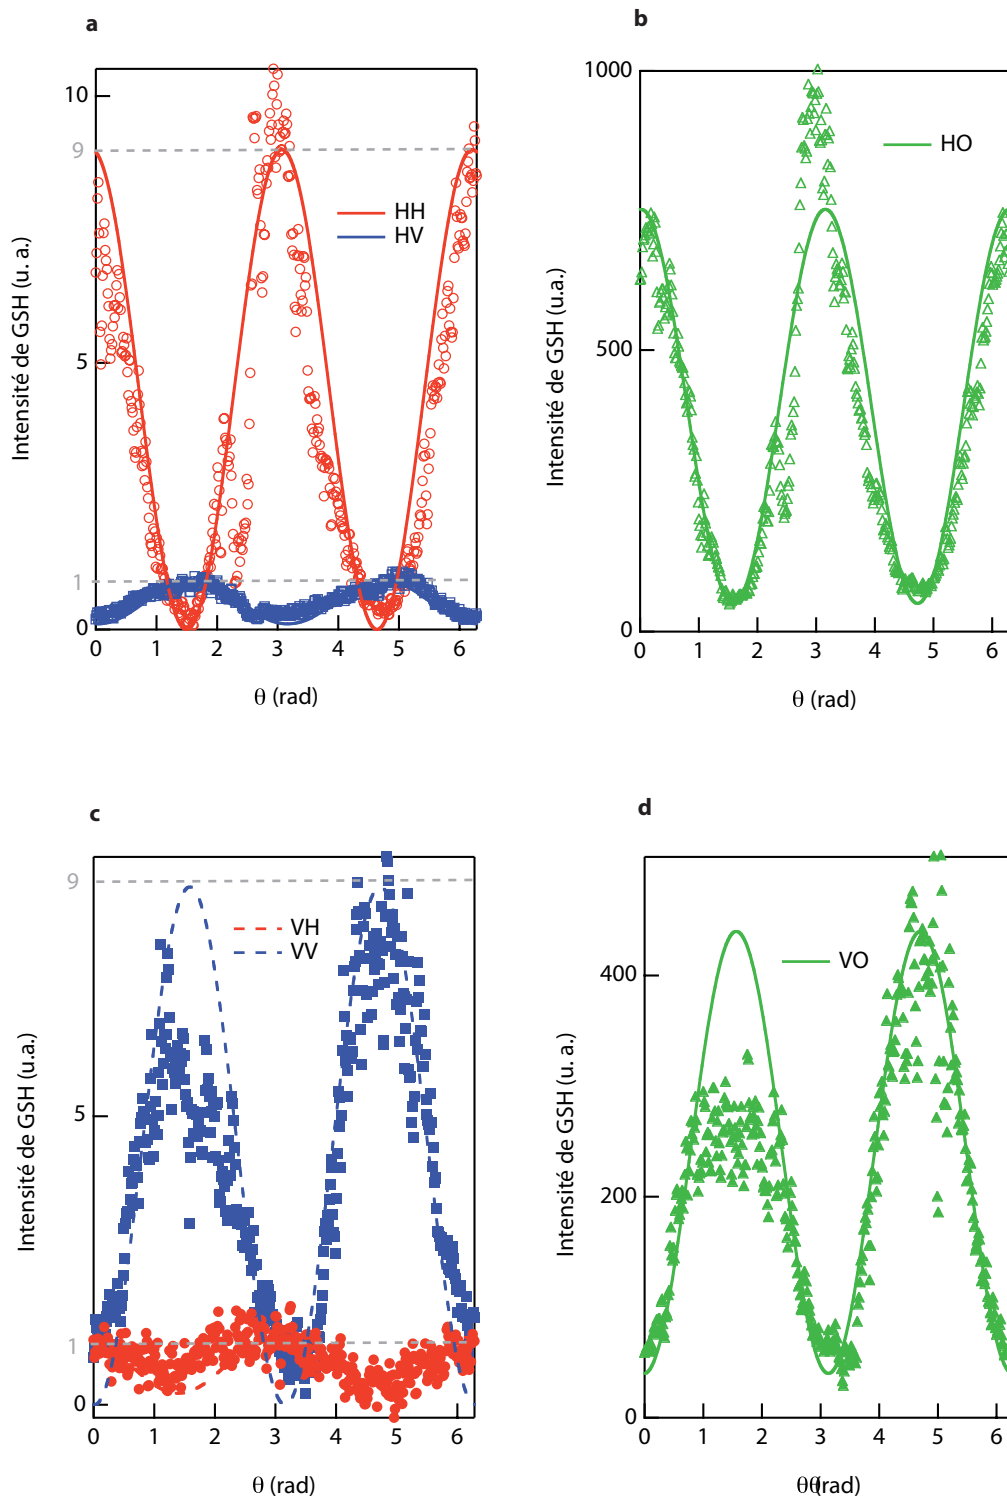 a
10
9
5
1
0
HH
HV
Intensité de GSH (u. a.)
0 1 2 3 4 5 6
θ (rad)
b
1000
500
0
HO
Intensité de GSH (u.a.)
0 1 2 3 4 5 6
θ (rad)
c
9
5
1
0
VH
VV
Intensité de GSH (u.a.)
0 1 2 3 4 5 6
θ (rad)
d
400
200
0
VO
Intensité de GSH (u. a.)
0 1 2 3 4 5 6
θθ(rad)